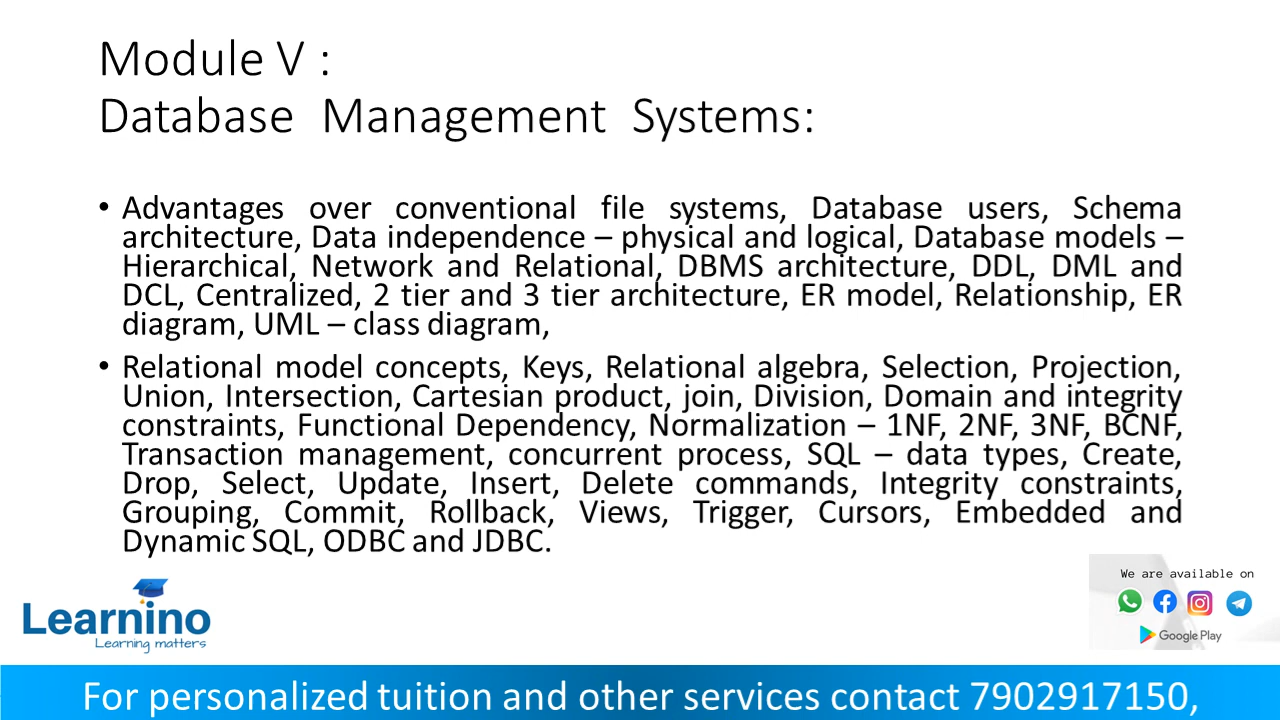 Module V :
Database Management Systems:
• Advantages over conventional file systems, Database users, Schema
architecture, Data independence – physical and logical, Database models –
Hierarchical, Network and Relational, DBMS architecture, DDL, DML and
DCL, Centralized, 2 tier and 3 tier architecture, ER model, Relationship, ER
diagram, UML – class diagram,
• Relational model concepts, Keys, Relational algebra, Selection, Projection,
Union, Intersection, Cartesian product, join, Division, Domain and integrity
constraints, Functional Dependency, Normalization – 1NF, 2NF, 3NF, BCNF,
Transaction management, concurrent process, SQL – data types, Create,
Drop, Select, Update, Insert, Delete commands, Integrity constraints,
Grouping, Commit, Rollback, Views, Trigger, Cursors, Embedded and
Dynamic SQL, ODBC and JDBC.
Learnino
Learning matters
We are available on
Google Play
For personalized tuition and other services contact 7902917150,